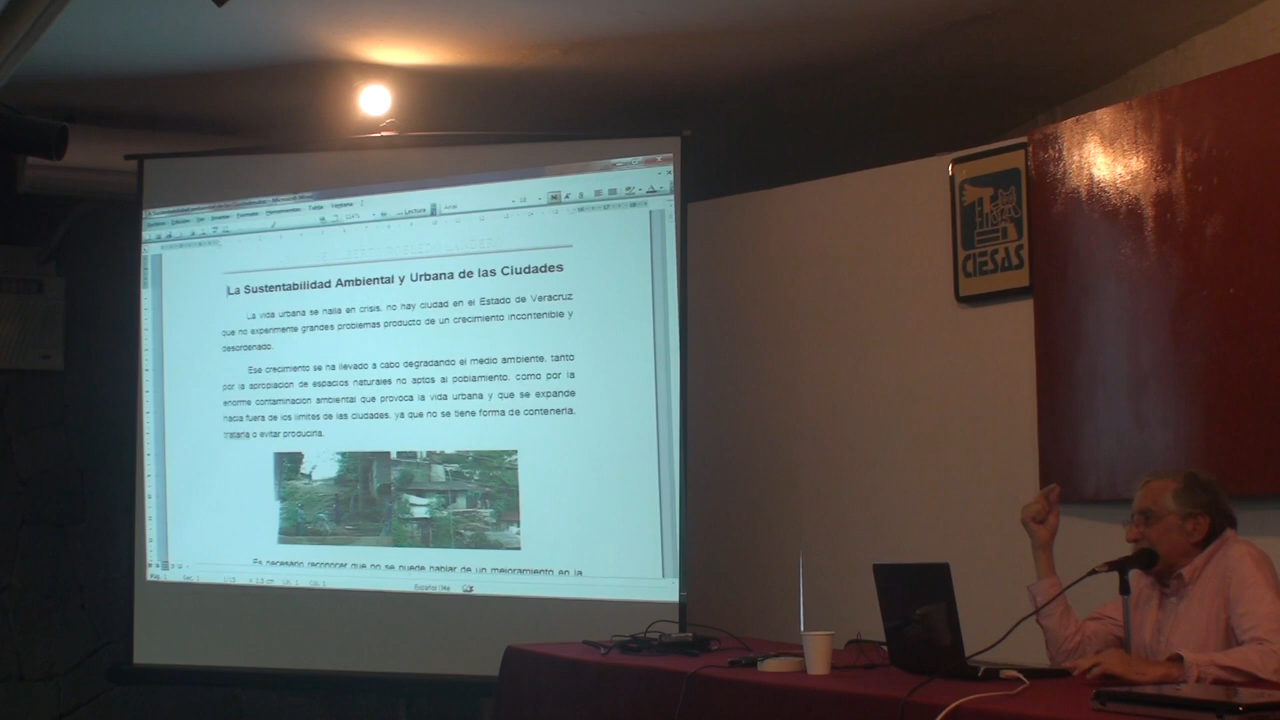 Lectura
La Sustentabilidad Ambiental y Urbana de las Ciudades
La vida urbana se halla en crisis, no hay ciudad en el Estado de Veracruz
que no experimente grandes problemas producto de un crecimiento incontenible y
desordenado.
Ese crecimiento se ha llevado a cabo degradando el medio ambiente, tanto
por la apropiación de espacios naturales no aptos al poblamiento, como por la
enorme contaminación ambiental que provoca la vida urbana y que se expande
hacia fuera de los límites de las ciudades, ya que no se tiene forma de contenerla,
tratarla o evitar producirla.
Es necesario reconocer que no se puede hablar de un mejoramiento en la
CIESAS